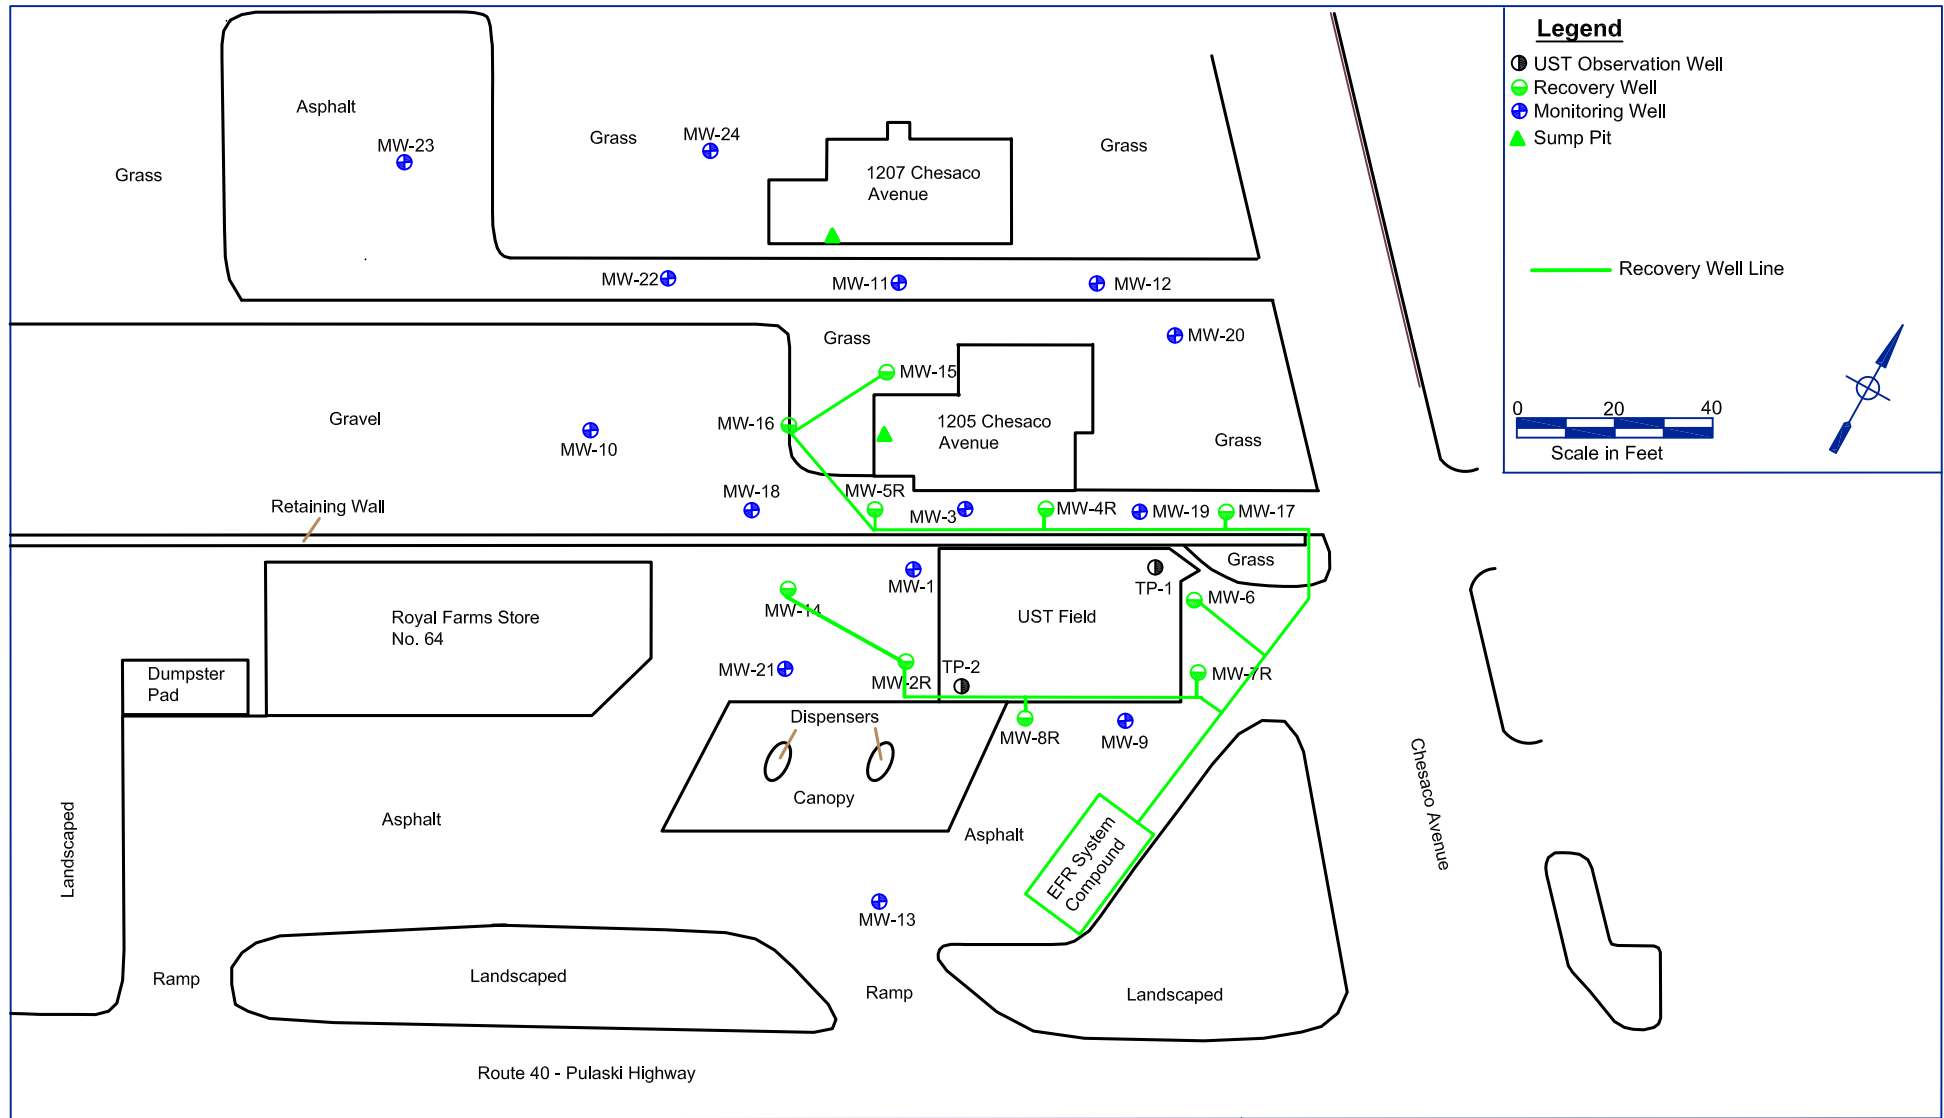 Legend
UST Observation Well
Recovery Well
Monitoring Well
Sump Pit
Recovery Well Line
0 20 40
Scale in Feet
Asphalt
MW-23
Grass
Grass
MW-24
1207 Chesaco
Avenue
Grass
MW-22
MW-11
MW-12
Grass
MW-20
MW-15
Gravel
MW-16
MW-10
1205 Chesaco
Avenue
Grass
MW-18
MW-5R
MW-3
MW-4R
MW-19
MW-17
Retaining Wall
Grass
MW-1
TP-1
MW-6
MW-14
Royal Farms Store
No. 64
UST Field
Dumpster
Pad
MW-21
MW-2R
TP-2
MW-7R
Dispensers
MW-8R
MW-9
Canopy
Asphalt
Asphalt
Landscaped
EFR System
Compound
Chesaco Avenue
MW-13
Ramp
Landscaped
Ramp
Landscaped
Route 40 - Pulaski Highway